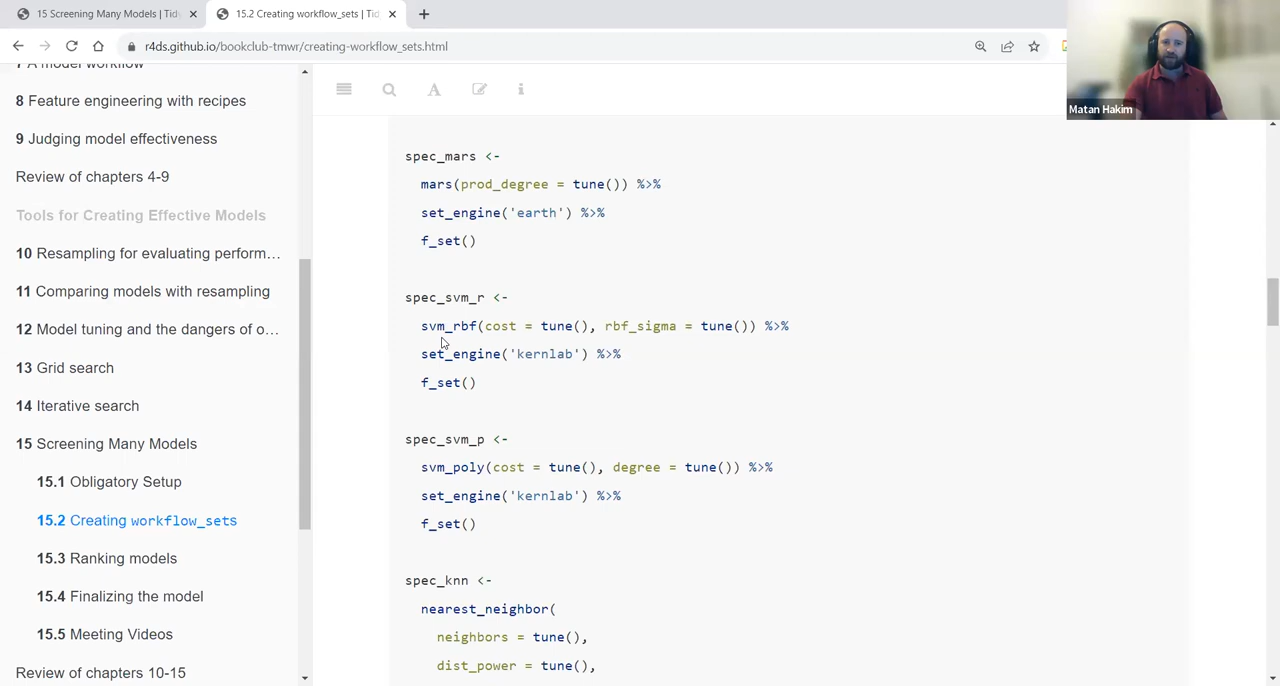 15 Screening Many Models | Tid
15.2 Creating workflow_sets | Tid
r4ds.github.io/bookclub-tmwr/creating-workflow_sets.html
Matan Hakim
7 A model workflow
8 Feature engineering with recipes
9 Judging model effectiveness
Review of chapters 4-9
Tools for Creating Effective Models
10 Resampling for evaluating perform…
11 Comparing models with resampling
12 Model tuning and the dangers of o…
13 Grid search
14 Iterative search
15 Screening Many Models
15.1 Obligatory Setup
15.2 Creating workflow_sets
15.3 Ranking models
15.4 Finalizing the model
15.5 Meeting Videos
Review of chapters 10-15
spec_mars <-
mars(prod_degree = tune()) %>%
set_engine('earth') %>%
f_set()
spec_svm_r <-
svm_rbf(cost = tune(), rbf_sigma = tune()) %>%
set_engine('kernlab') %>%
f_set()
spec_svm_p <-
svm_poly(cost = tune(), degree = tune()) %>%
set_engine('kernlab') %>%
f_set()
spec_knn <-
nearest_neighbor(
neighbors = tune(),
dist_power = tune(),